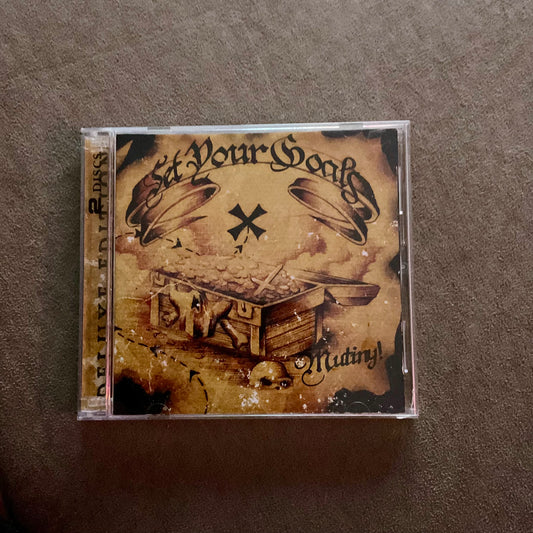 Set Your Goals
Mutiny!
DELUXE EDITION
2 DISCS